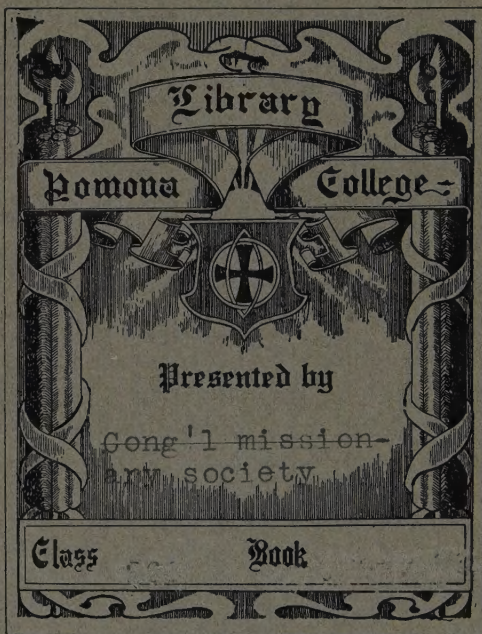 Library
Pomona College
Presented by
Cong'l mission-
ary society
Class Book